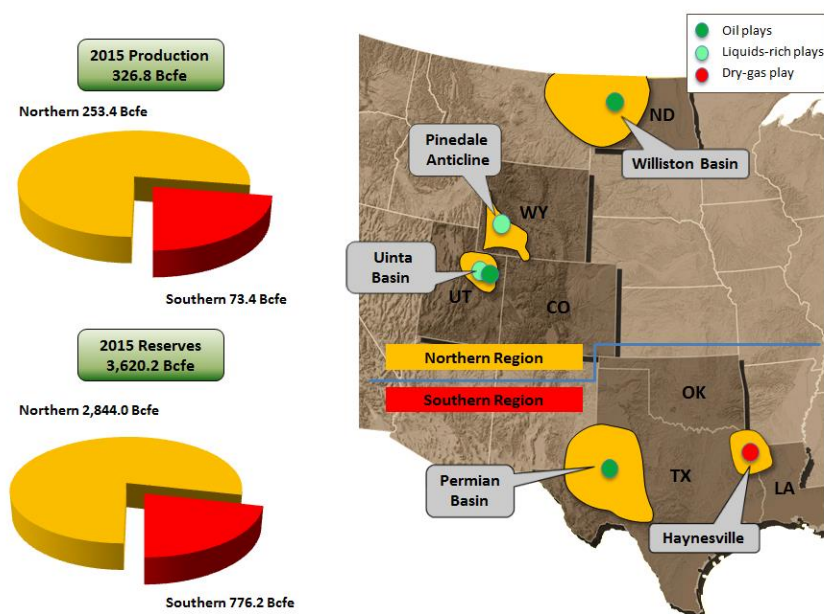 2015 Production
326.8 Bcfe
Northern 253.4 Bcfe
Southern 73.4 Bcfe
2015 Reserves
3,620.2 Bcfe
Northern 2,844.0 Bcfe
Southern 776.2 Bcfe
Oil plays
Liquids-rich plays
Dry-gas play
ND
Williston Basin
Pinedale
Anticline
WY
Uinta
Basin
UT
CO
Northern Region
Southern Region
OK
TX
LA
Permian
Basin
Haynesville